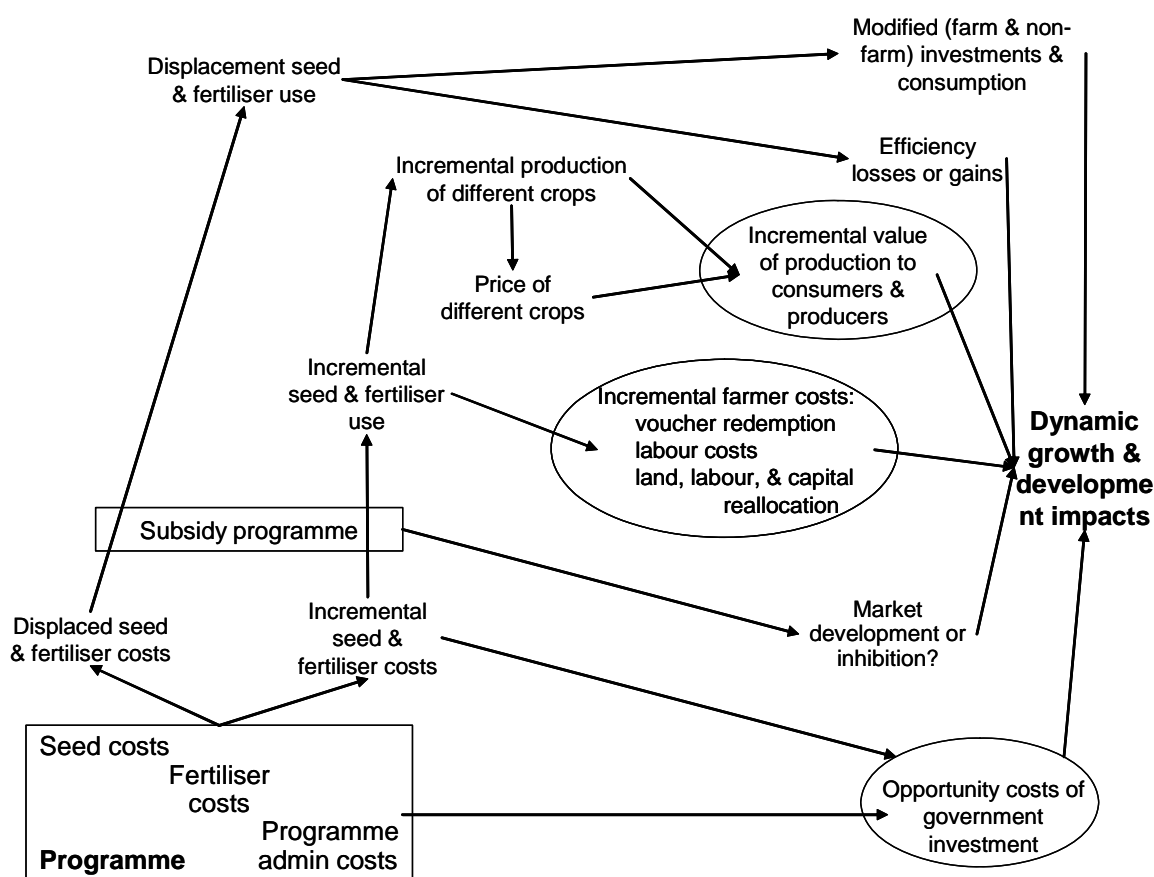 Modified (farm & non-
farm) investments &
consumption
Displacement seed
& fertiliser use
Efficiency
losses or gains
Incremental production
of different crops
Incremental value
of production to
consumers &
producers
Price of
different crops
Incremental
seed & fertiliser
use
Incremental farmer costs:
voucher redemption
labour costs
land, labour, & capital
reallocation
Dynamic
growth &
developme
nt impacts
Subsidy programme
Displaced seed
& fertiliser costs
Incremental
seed &
fertiliser costs
Market
development or
inhibition?
Seed costs
Fertiliser
costs
Programme
admin costs
Programme
Opportunity costs of
government
investment